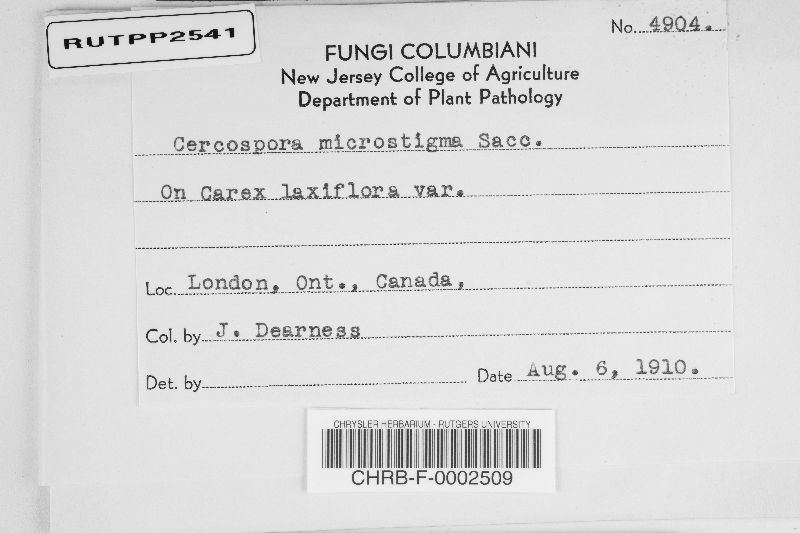 RUTPP2541
No. 4904.
FUNGI COLUMBIANI
New Jersey College of Agriculture
Department of Plant Pathology
Cercospora microstigma Sacc.
On Carex laxiflora var.
Loc. London, Ont., Canada,
Col. by J. Dearness
Det. by
Date Aug. 6, 1910.
CHRYSLER HERBARIUM - RUTGERS UNIVERSITY
CHRB-F-0002509